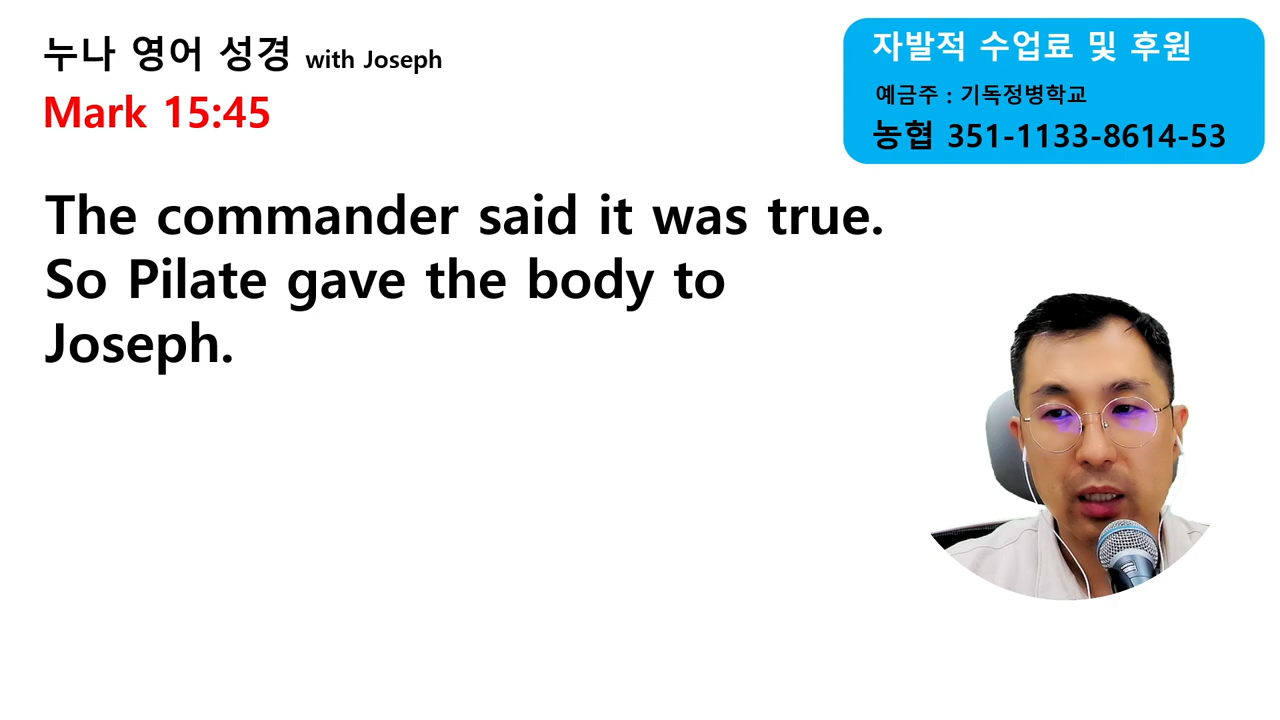 누나 영어 성경 with Joseph
Mark 15:45
자발적 수업료 및 후원
예금주 : 기독정병학교
농협 351-1133-8614-53
The commander said it was true.
So Pilate gave the body to
Joseph.